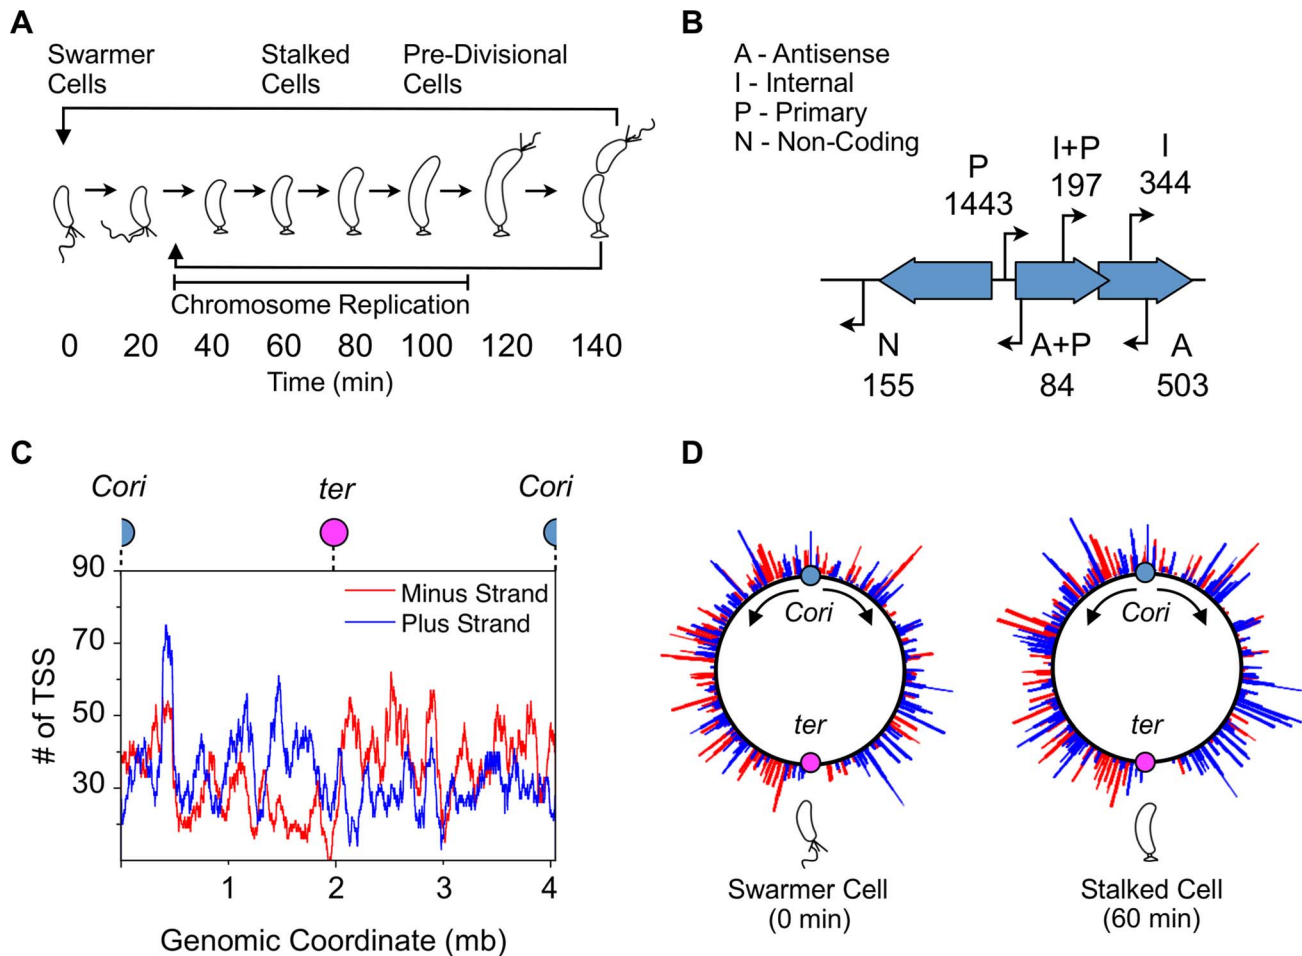 A
Swarmer Cells
Stalked Cells
Pre-Divisional Cells
Chromosome Replication
0 20 40 60 80 100 120 140
Time (min)
B
A - Antisense
I - Internal
P - Primary
N - Non-Coding
P
1443
I+P
197
I
344
N
155
A+P
84
A
503
C
Cori
ter
Cori
90
70
50
30
# of TSS
Minus Strand
Plus Strand
1 2 3 4
Genomic Coordinate (mb)
D
Cori
ter
Swarmer Cell
(0 min)
Cori
ter
Stalked Cell
(60 min)